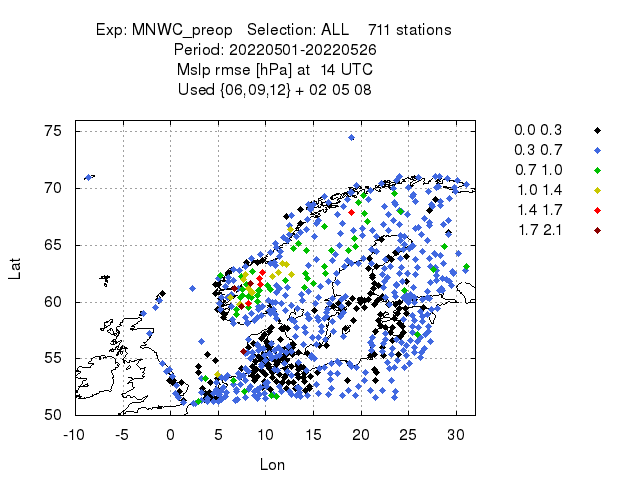 Exp: MNWC_preop Selection: ALL 711 stations
Period: 20220501-20220526
Mslp rmse [hPa] at 14 UTC
Used {06,09,12} + 02 05 08
0.0 0.3
0.3 0.7
0.7 1.0
1.0 1.4
1.4 1.7
1.7 2.1
75
70
65
60
55
50
Lat
-10 -5 0 5 10 15 20 25 30
Lon